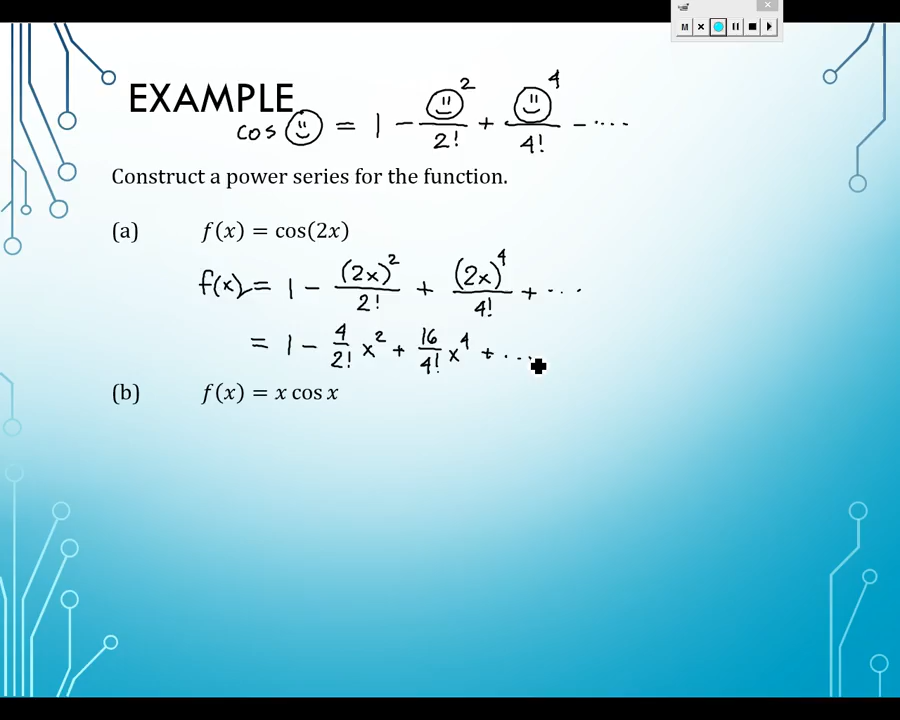 EXAMPLE
cos ☺ = 1 − ☺²/2! + ☺⁴/4! − ····
Construct a power series for the function.
(a) f(x) = cos(2x)
f(x) = 1 − (2x)²/2! + (2x)⁴/4! + ···
= 1 − 4/2! x² + 16/4! x⁴ + ···
(b) f(x) = x cos x